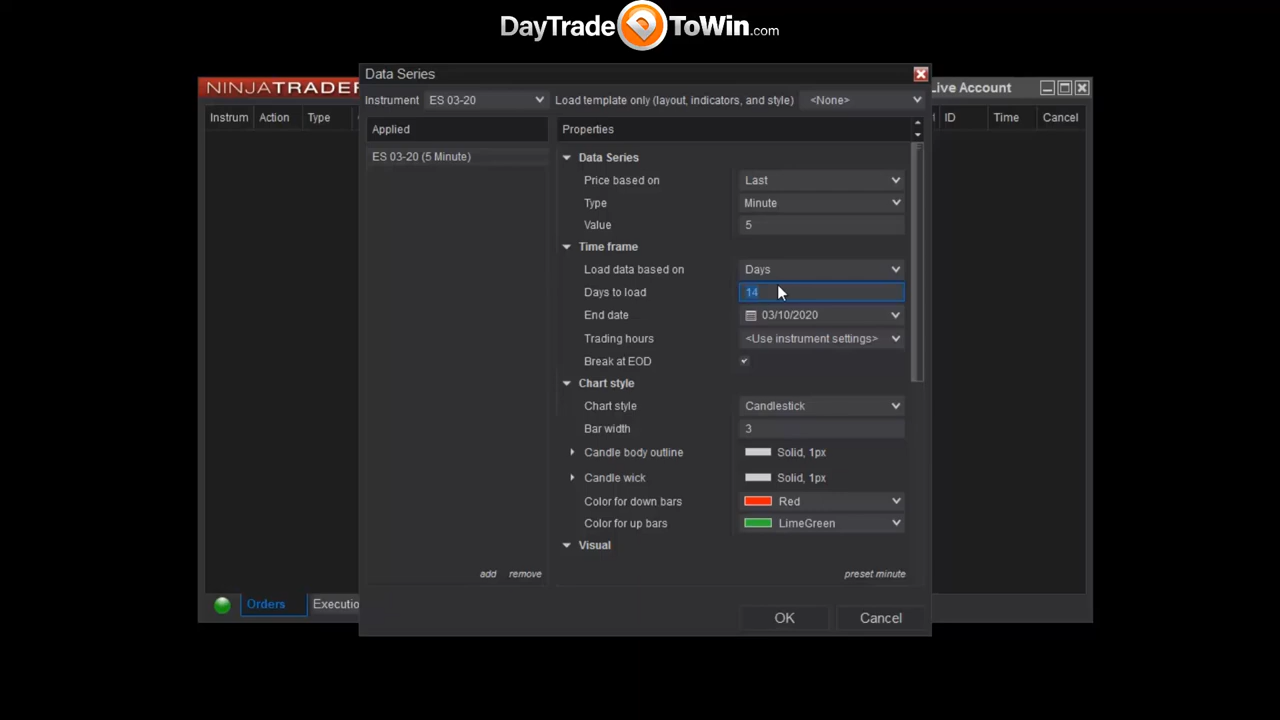 DayTradeToWin.com
Data Series
NINJATRADER
Live Account
Instrument ES 03-20 Load template only (layout, indicators, and style) <None>
Instrum Action Type ID Time Cancel
Applied Properties
ES 03-20 (5 Minute)
Data Series
Price based on Last
Type Minute
Value 5
Time frame
Load data based on Days
Days to load 14
End date 03/10/2020
Trading hours <Use instrument settings>
Break at EOD
Chart style
Chart style Candlestick
Bar width 3
Candle body outline Solid, 1px
Candle wick Solid, 1px
Color for down bars Red
Color for up bars LimeGreen
Visual
add remove preset minute
Orders Executio
OK Cancel